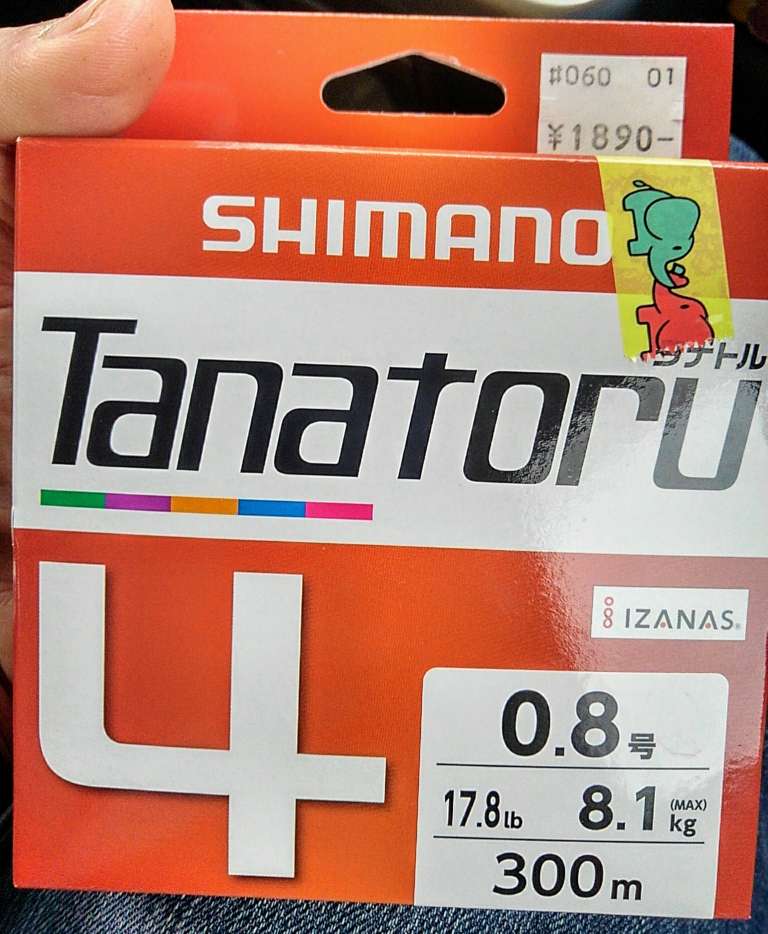 #060 01
¥1890-
SHIMANO
タナトル
Tanatoru
4
IZANAS®
0.8号
17.8lb 8.1(MAX)kg
300m